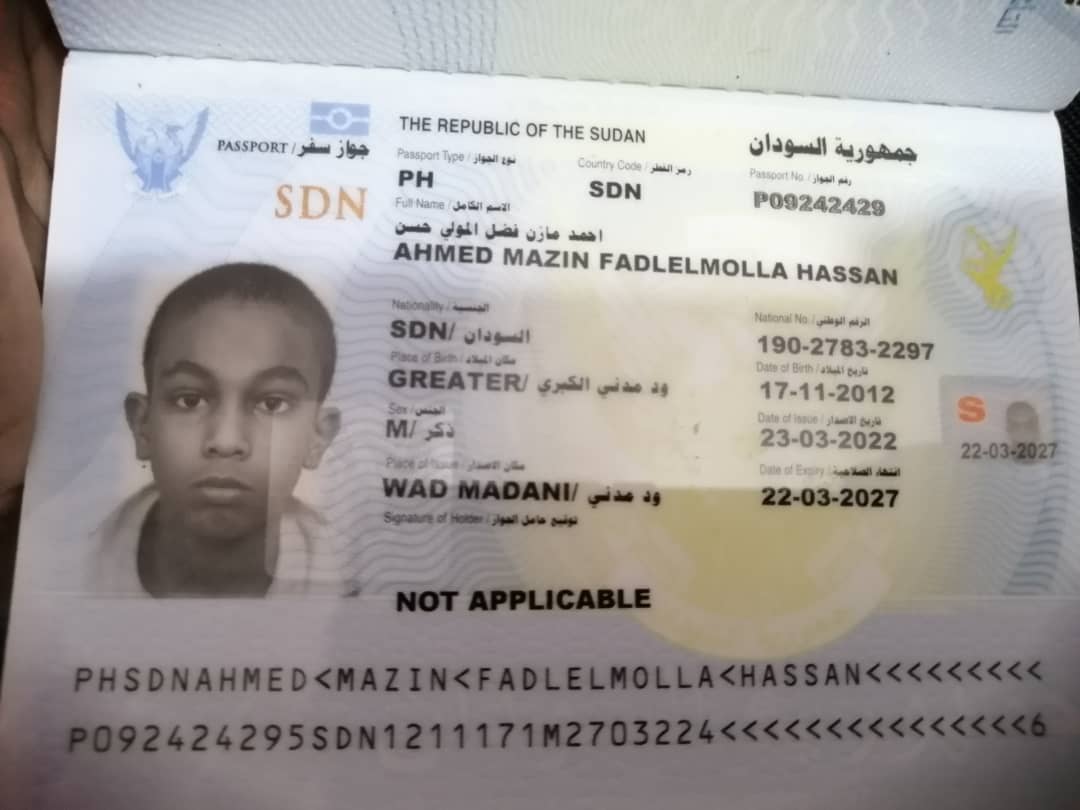 PASSPORT / جواز سفر
SDN
THE REPUBLIC OF THE SUDAN
جمهورية السودان
Passport Type / نوع الجواز
Country Code / رمز القطر
Passport No. / رقم الجواز
PH
SDN
P09242429
Full Name / الاسم الكامل
احمد مازن فضل المولي حسن
AHMED MAZIN FADLELMOLLA HASSAN
Nationality / الجنسية
National No. / الرقم الوطني
SDN/ السودان
190-2783-2297
Place of Birth / مكان الميلاد
Date of Birth / تاريخ الميلاد
GREATER/ ود مدني الكبري
17-11-2012
Sex / الجنس
Date of Issue / تاريخ الاصدار
M/ ذكر
23-03-2022
S
22-03-2027
Place of Issue / مكان الاصدار
Date of Expiry / انتهاء الصلاحية
WAD MADANI/ ود مدني
22-03-2027
Signature of Holder / توقيع حامل الجواز
NOT APPLICABLE
PHSDNAHMED<MAZIN<FADLELMOLLA<HASSAN<<<<<<<<<
P092424295SDN1211171M2703224<<<<<<<<<<<<<<<6